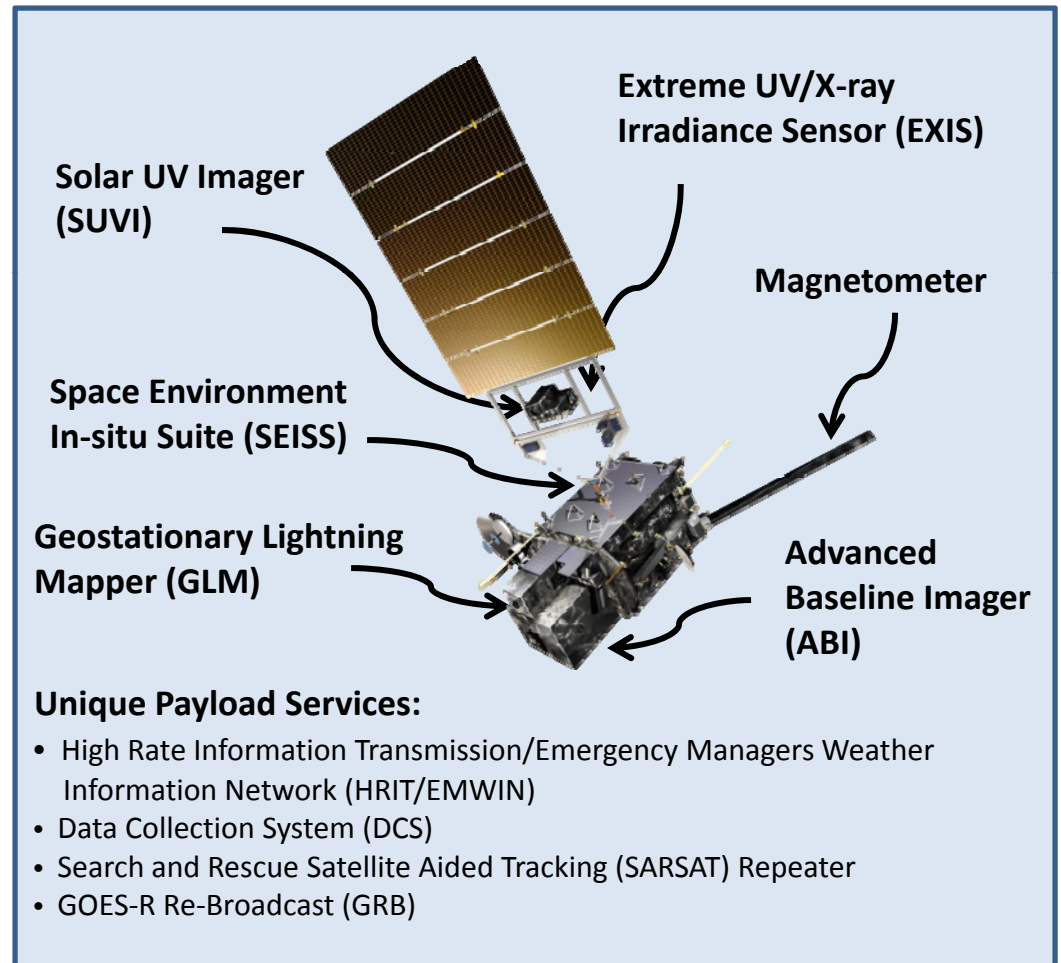 Extreme UV/X-ray
Irradiance Sensor (EXIS)
Solar UV Imager
(SUVI)
Magnetometer
Space Environment
In-situ Suite (SEISS)
Geostationary Lightning
Mapper (GLM)
Advanced
Baseline Imager
(ABI)
Unique Payload Services:
• High Rate Information Transmission/Emergency Managers Weather
Information Network (HRIT/EMWIN)
• Data Collection System (DCS)
• Search and Rescue Satellite Aided Tracking (SARSAT) Repeater
• GOES-R Re-Broadcast (GRB)